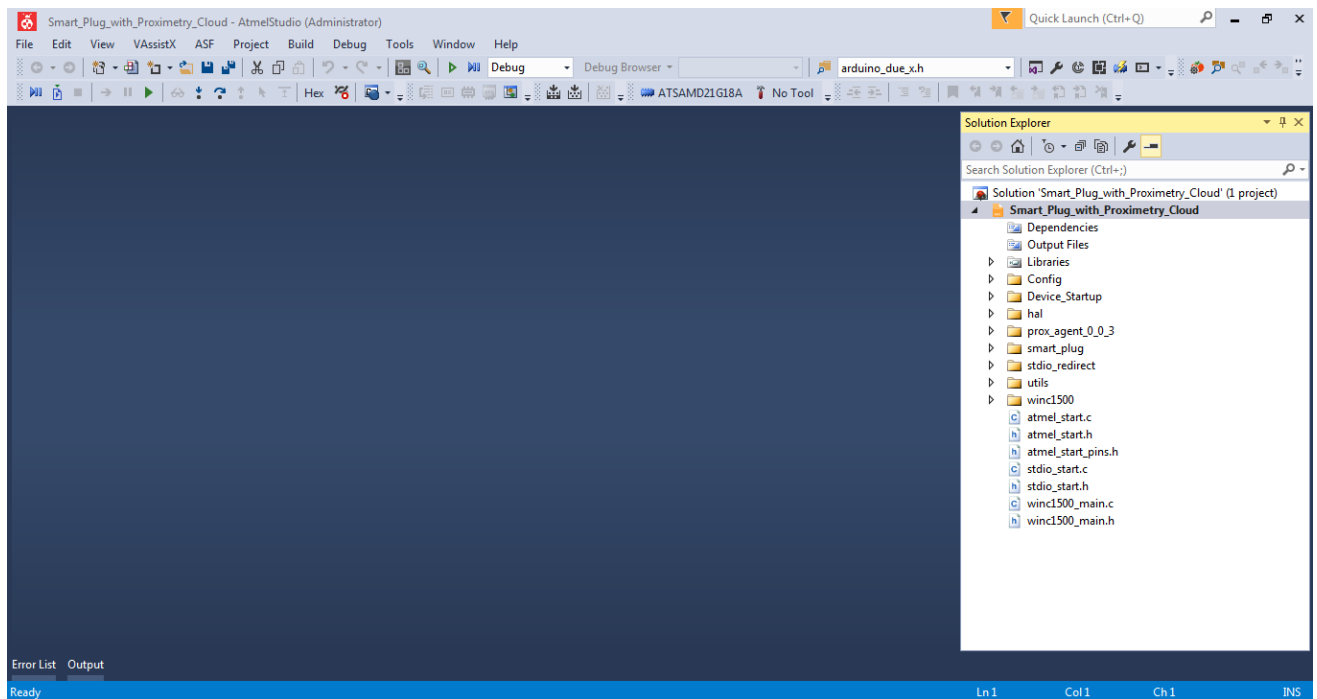 Smart_Plug_with_Proximetry_Cloud - AtmelStudio (Administrator)
Quick Launch (Ctrl+Q)
File Edit View VAssistX ASF Project Build Debug Tools Window Help
Debug Debug Browser arduino_due_x.h
Hex ATSAMD21G18A No Tool
Solution Explorer
Search Solution Explorer (Ctrl+;)
Solution 'Smart_Plug_with_Proximetry_Cloud' (1 project)
Smart_Plug_with_Proximetry_Cloud
Dependencies
Output Files
Libraries
Config
Device_Startup
hal
prox_agent_0_0_3
smart_plug
stdio_redirect
utils
winc1500
atmel_start.c
atmel_start.h
atmel_start_pins.h
stdio_start.c
stdio_start.h
winc1500_main.c
winc1500_main.h
Error List Output
Ready Ln 1 Col 1 Ch 1 INS